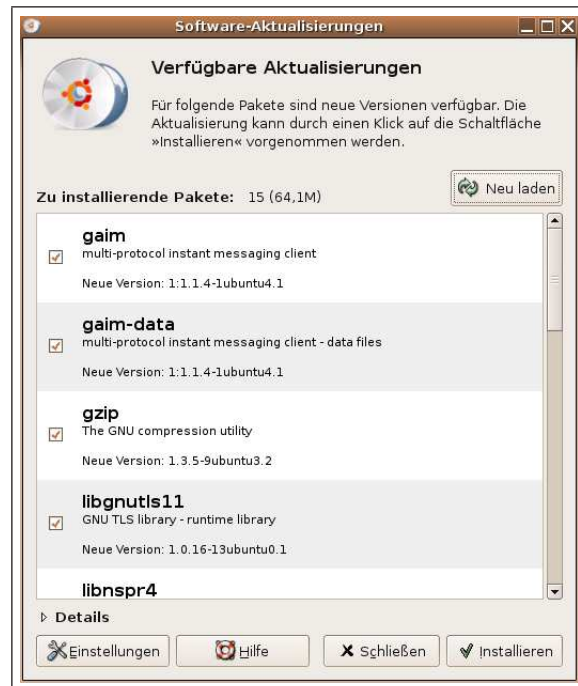 Software-Aktualisierungen
Verfügbare Aktualisierungen
Für folgende Pakete sind neue Versionen verfügbar. Die
Aktualisierung kann durch einen Klick auf die Schaltfläche
»Installieren« vorgenommen werden.
Neu laden
Zu installierende Pakete: 15 (64,1M)
gaim
multi-protocol instant messaging client
Neue Version: 1:1.1.4-1ubuntu4.1
gaim-data
multi-protocol instant messaging client - data files
Neue Version: 1:1.1.4-1ubuntu4.1
gzip
The GNU compression utility
Neue Version: 1.3.5-9ubuntu3.2
libgnutls11
GNU TLS library - runtime library
Neue Version: 1.0.16-13ubuntu0.1
libnspr4
Details
Einstellungen Hilfe Schließen Installieren